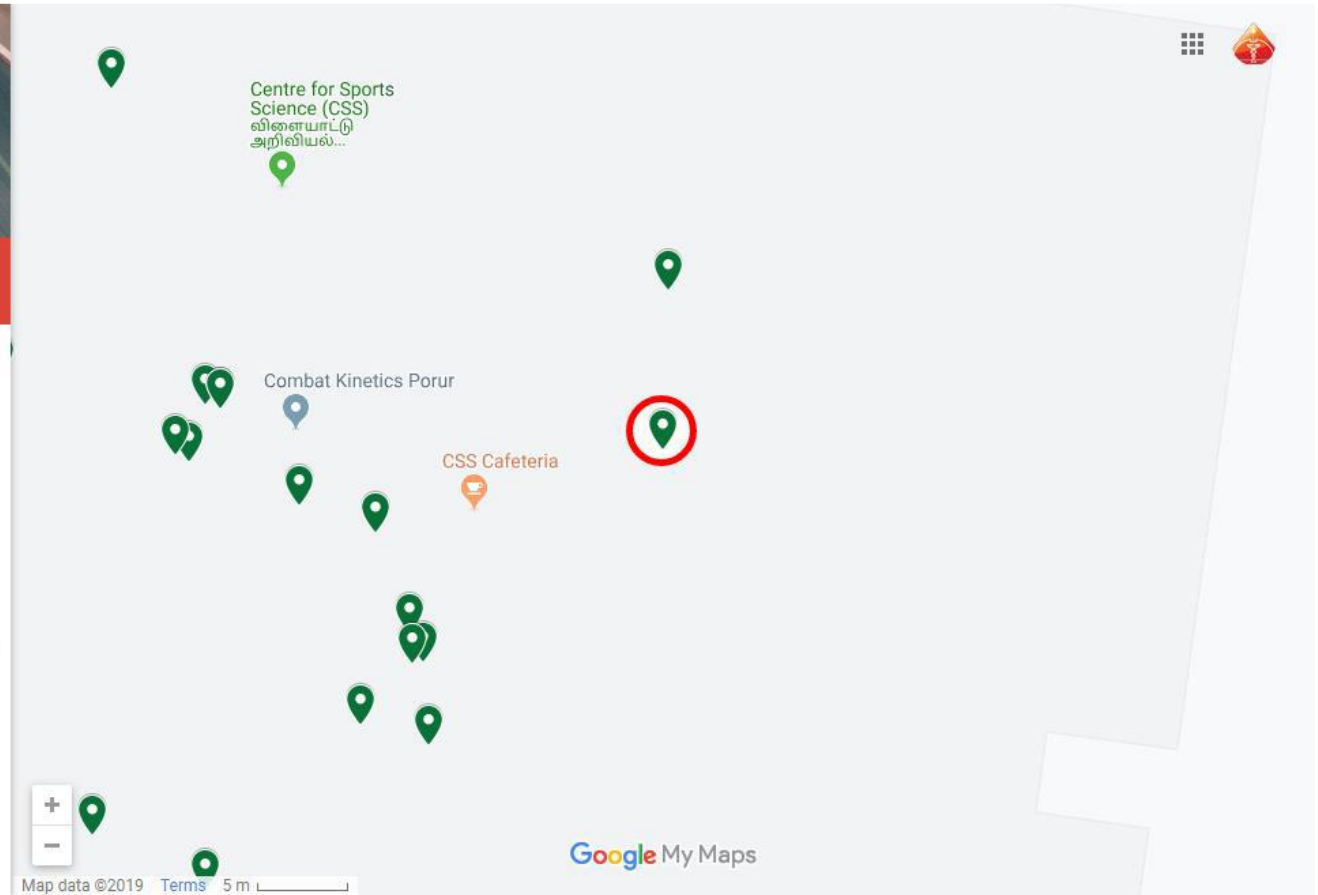 Centre for Sports
Science (CSS)
விளையாட்டு
அறிவியல்...
Combat Kinetics Porur
CSS Cafeteria
+
−
Google My Maps
Map data ©2019 Terms 5 m